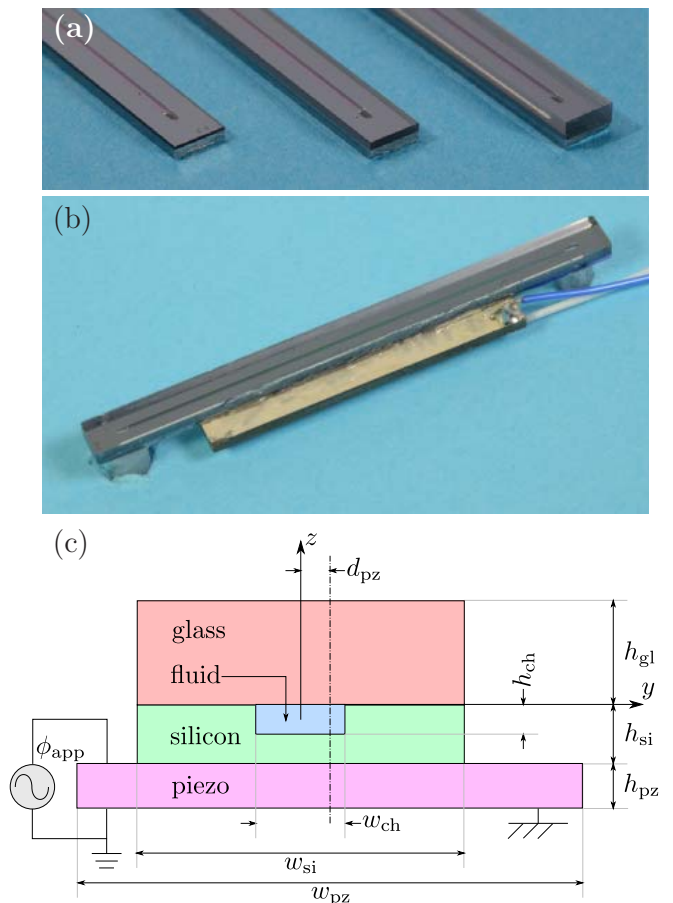 (a)
(b)
(c)
z
d_pz
glass
fluid
h_ch
h_gl
y
ϕ_app
silicon
h_si
piezo
h_pz
w_ch
w_si
w_pz